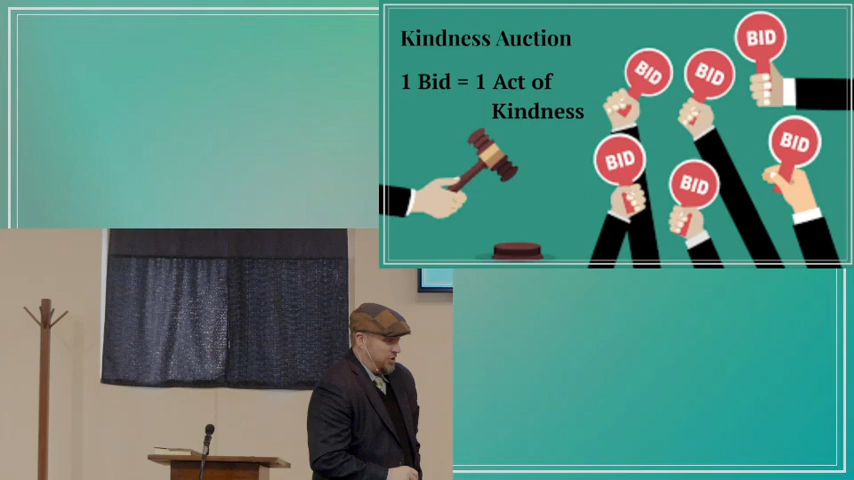 Kindness Auction
1 Bid = 1 Act of
Kindness
BID
BID
BID
BID
BID
BID